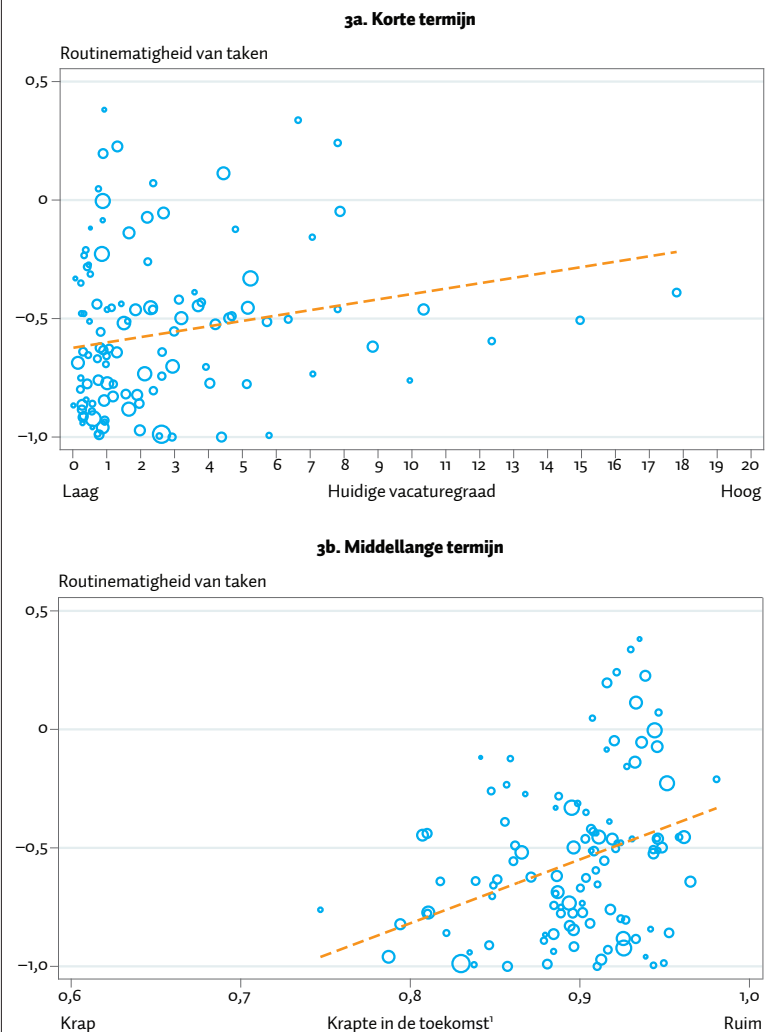 3a. Korte termijn
Routinematigheid van taken
0,5
0
−0,5
−1,0
0 1 2 3 4 5 6 7 8 9 10 11 12 13 14 15 16 17 18 19 20
Laag Huidige vacaturegraad Hoog
3b. Middellange termijn
Routinematigheid van taken
0,5
0
−0,5
−1,0
0,6 0,7 0,8 0,9 1,0
Krap Krapte in de toekomst¹ Ruim